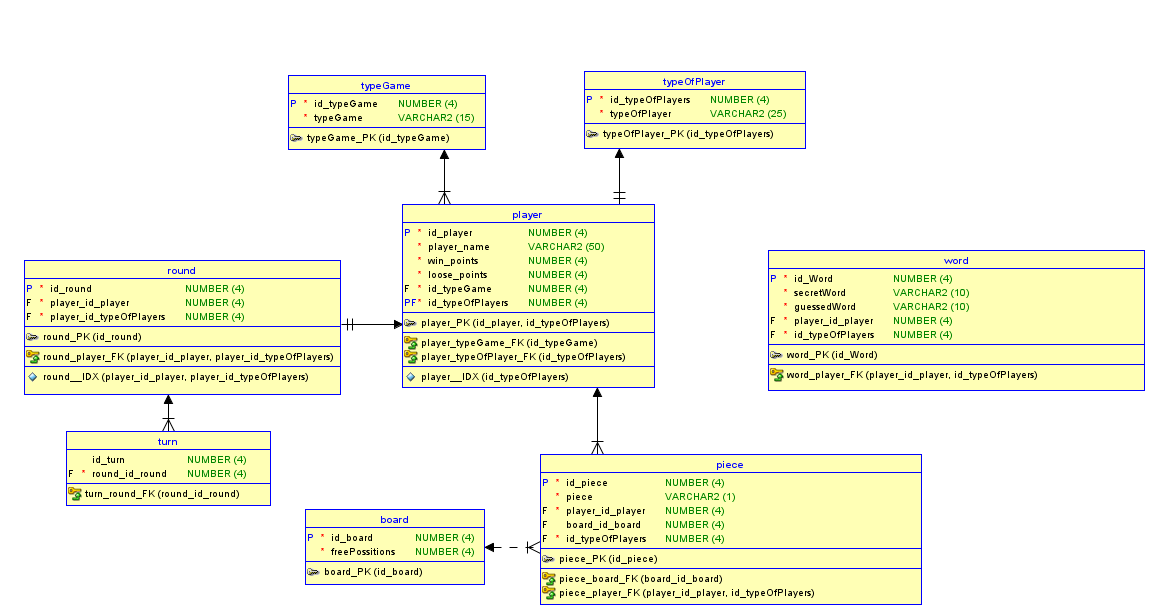 typeGame
P * id_typeGame NUMBER (4)
* typeGame VARCHAR2 (15)
typeGame_PK (id_typeGame)
typeOfPlayer
P * id_typeOfPlayers NUMBER (4)
* typeOfPlayer VARCHAR2 (25)
typeOfPlayer_PK (id_typeOfPlayers)
player
P * id_player NUMBER (4)
* player_name VARCHAR2 (50)
* win_points NUMBER (4)
* loose_points NUMBER (4)
F * id_typeGame NUMBER (4)
PF* id_typeOfPlayers NUMBER (4)
player_PK (id_player, id_typeOfPlayers)
player_typeGame_FK (id_typeGame)
player_typeOfPlayer_FK (id_typeOfPlayers)
player__IDX (id_typeOfPlayers)
round
P * id_round NUMBER (4)
F * player_id_player NUMBER (4)
F * player_id_typeOfPlayers NUMBER (4)
round_PK (id_round)
round_player_FK (player_id_player, player_id_typeOfPlayers)
round__IDX (player_id_player, player_id_typeOfPlayers)
word
P * id_Word NUMBER (4)
* secretWord VARCHAR2 (10)
* guessedWord VARCHAR2 (10)
F * player_id_player NUMBER (4)
F * id_typeOfPlayers NUMBER (4)
word_PK (id_Word)
word_player_FK (player_id_player, id_typeOfPlayers)
turn
id_turn NUMBER (4)
F * round_id_round NUMBER (4)
turn_round_FK (round_id_round)
board
P * id_board NUMBER (4)
* freePossitions NUMBER (4)
board_PK (id_board)
piece
P * id_piece NUMBER (4)
* piece VARCHAR2 (1)
F * player_id_player NUMBER (4)
F board_id_board NUMBER (4)
F * id_typeOfPlayers NUMBER (4)
piece_PK (id_piece)
piece_board_FK (board_id_board)
piece_player_FK (player_id_player, id_typeOfPlayers)